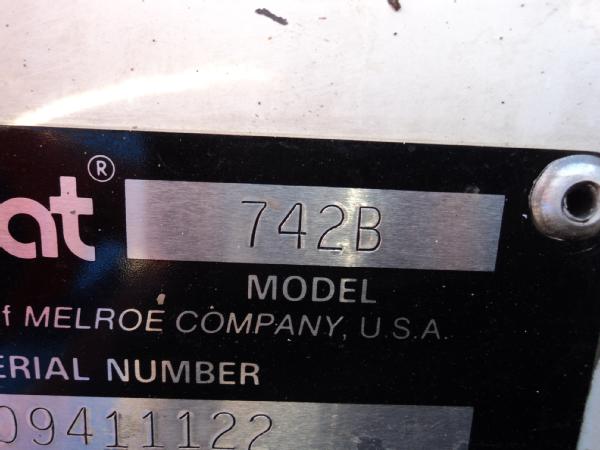 at®
742B
MODEL
f MELROE COMPANY, U.S.A.
ERIAL NUMBER
09411122